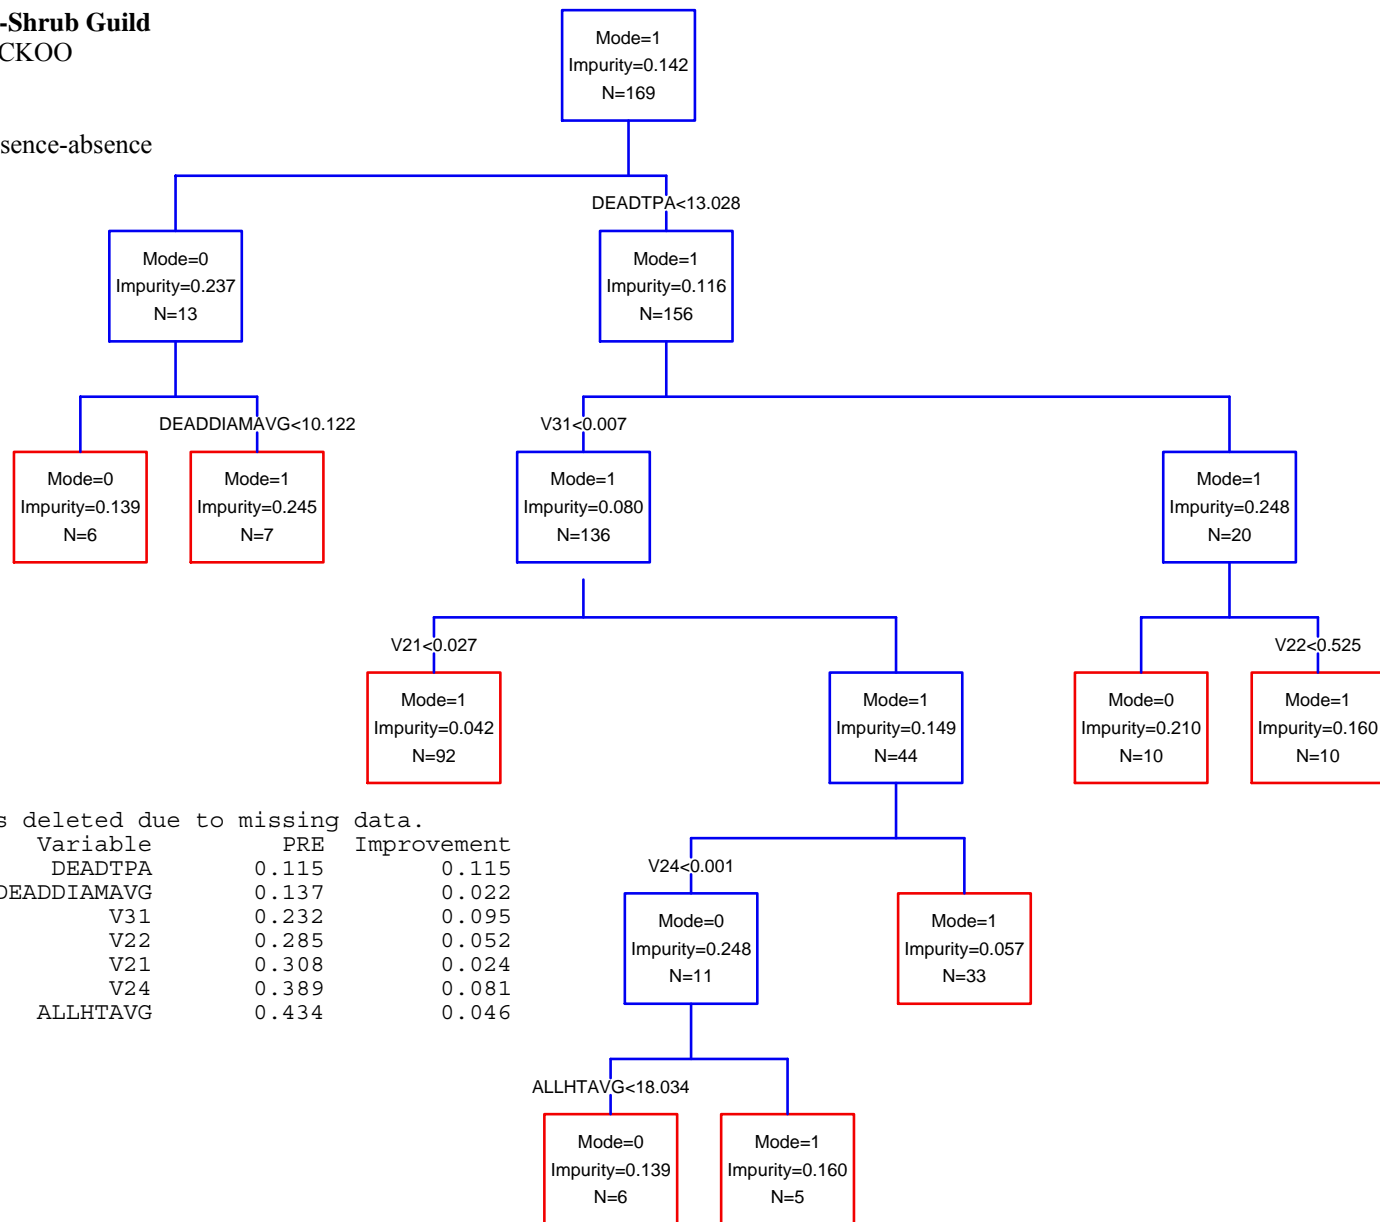 -Shrub Guild
CKOO
sence-absence
Mode=1
Impurity=0.142
N=169
DEADTPA<13.028
Mode=0
Impurity=0.237
N=13
Mode=1
Impurity=0.116
N=156
DEADDIAMAVG<10.122
V31<0.007
Mode=0
Impurity=0.139
N=6
Mode=1
Impurity=0.245
N=7
Mode=1
Impurity=0.080
N=136
Mode=1
Impurity=0.248
N=20
V21<0.027
V22<0.525
Mode=1
Impurity=0.042
N=92
Mode=1
Impurity=0.149
N=44
Mode=0
Impurity=0.210
N=10
Mode=1
Impurity=0.160
N=10
s deleted due to missing data.
Variable PRE Improvement
DEADTPA 0.115 0.115
DEADDIAMAVG 0.137 0.022
V31 0.232 0.095
V22 0.285 0.052
V21 0.308 0.024
V24 0.389 0.081
ALLHTAVG 0.434 0.046
V24<0.001
Mode=0
Impurity=0.248
N=11
Mode=1
Impurity=0.057
N=33
ALLHTAVG<18.034
Mode=0
Impurity=0.139
N=6
Mode=1
Impurity=0.160
N=5